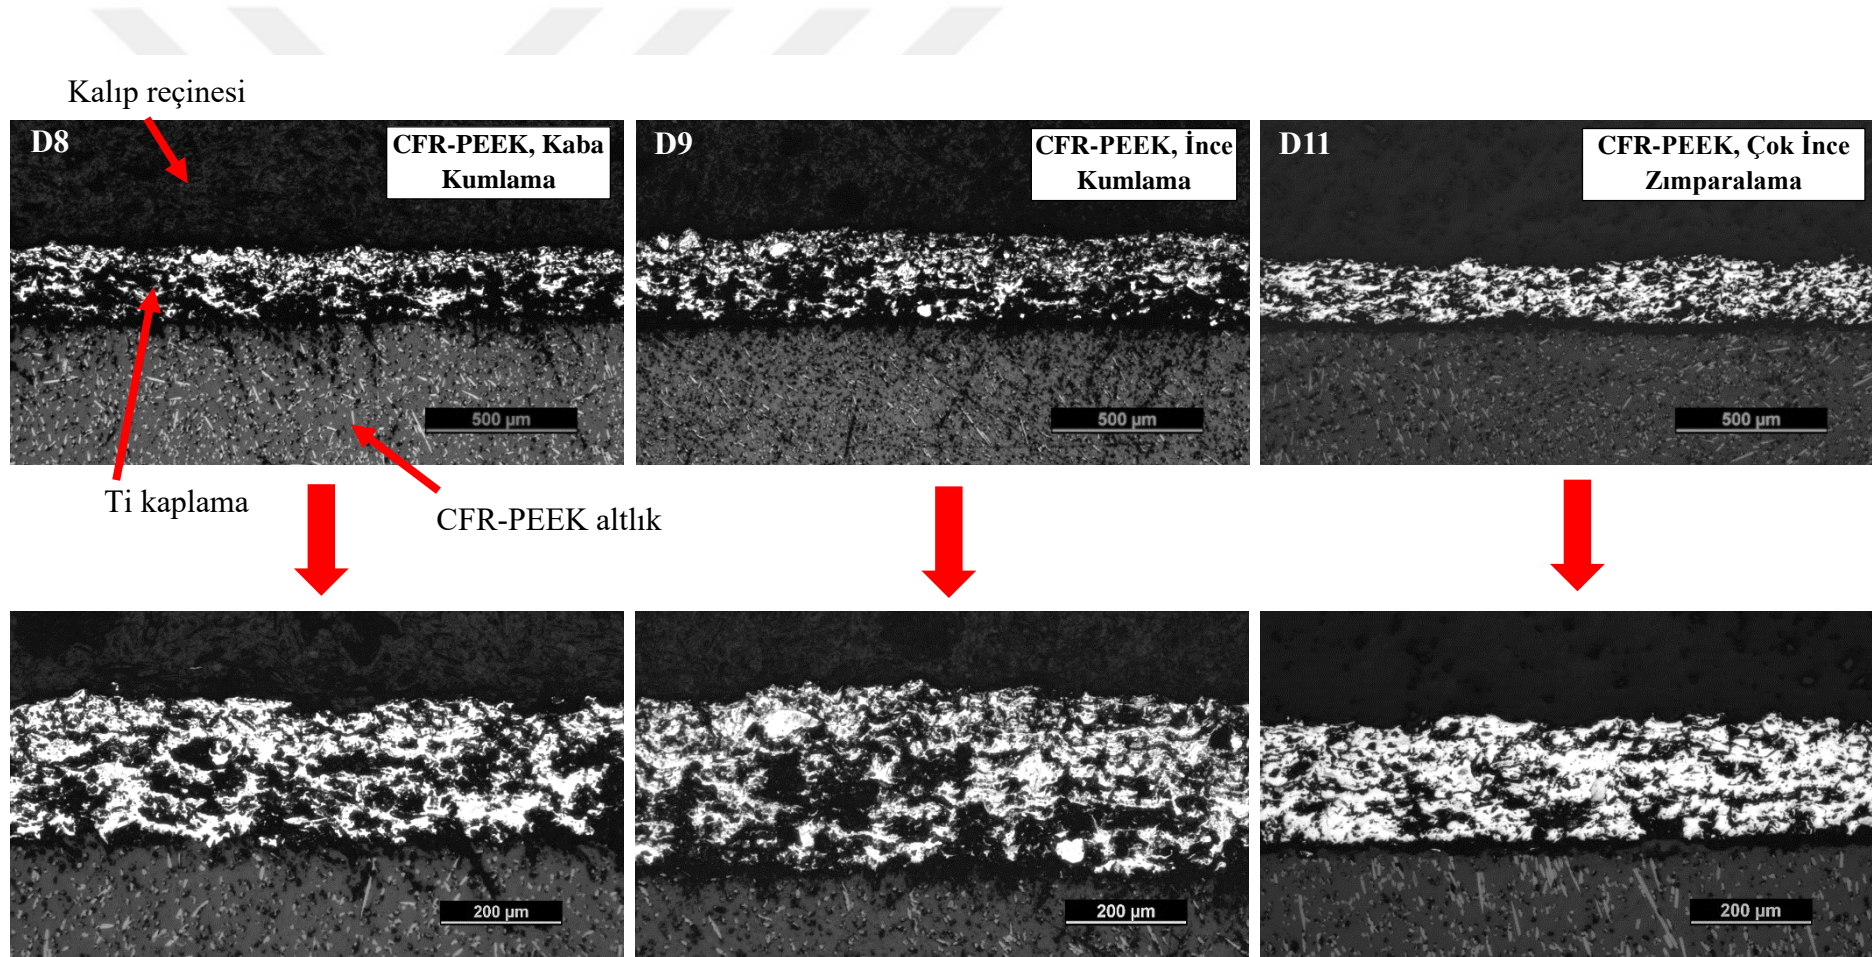 Kalıp reçinesi
D8
CFR-PEEK, Kaba
Kumlama
D9
CFR-PEEK, İnce
Kumlama
D11
CFR-PEEK, Çok İnce
Zımparalama
500 µm
500 µm
500 µm
Ti kaplama
CFR-PEEK altlık
200 µm
200 µm
200 µm